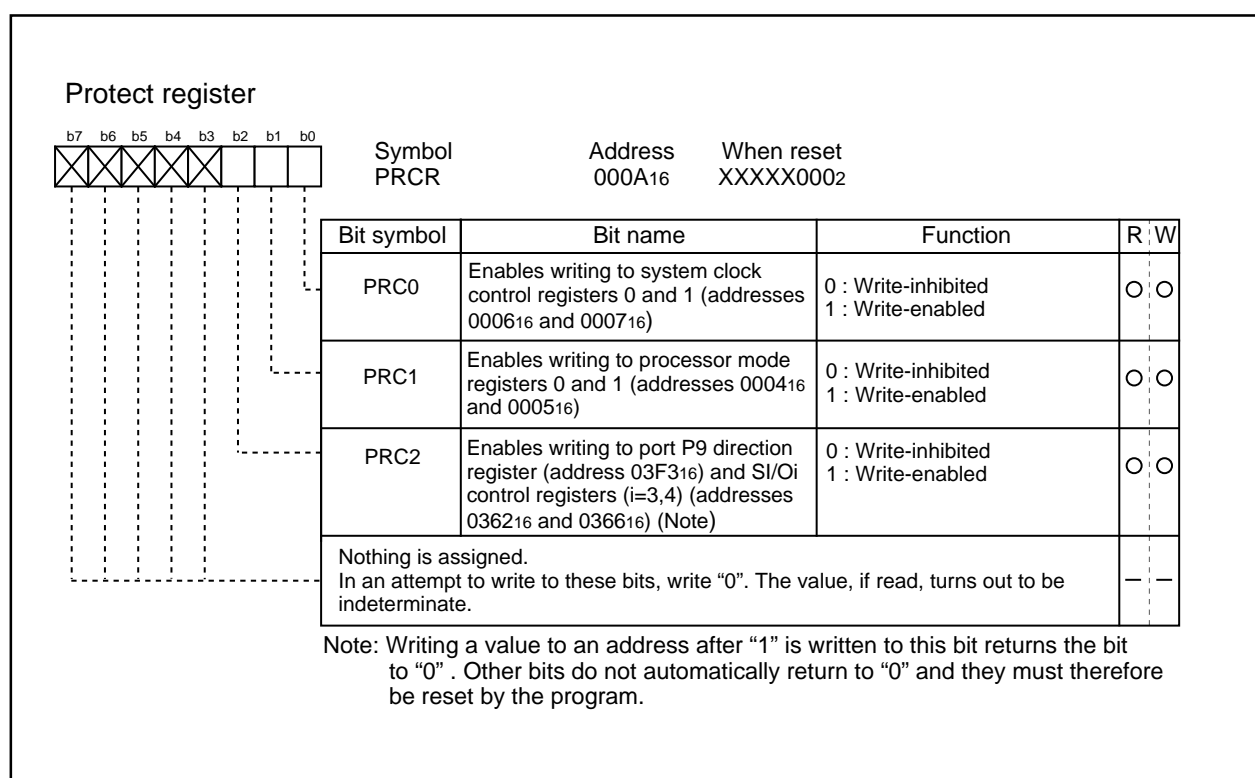 Protect register
b7 b6 b5 b4 b3 b2 b1 b0
Symbol Address When reset
PRCR 000A16 XXXXX0002
Bit symbol Bit name Function R W
PRC0
Enables writing to system clock
control registers 0 and 1 (addresses
000616 and 000716)
0 : Write-inhibited
1 : Write-enabled
PRC1
Enables writing to processor mode
registers 0 and 1 (addresses 000416
and 000516)
0 : Write-inhibited
1 : Write-enabled
PRC2
Enables writing to port P9 direction
register (address 03F316) and SI/Oi
control registers (i=3,4) (addresses
036216 and 036616) (Note)
0 : Write-inhibited
1 : Write-enabled
Nothing is assigned.
In an attempt to write to these bits, write “0”. The value, if read, turns out to be
indeterminate.
Note: Writing a value to an address after “1” is written to this bit returns the bit
to “0” . Other bits do not automatically return to “0” and they must therefore
be reset by the program.